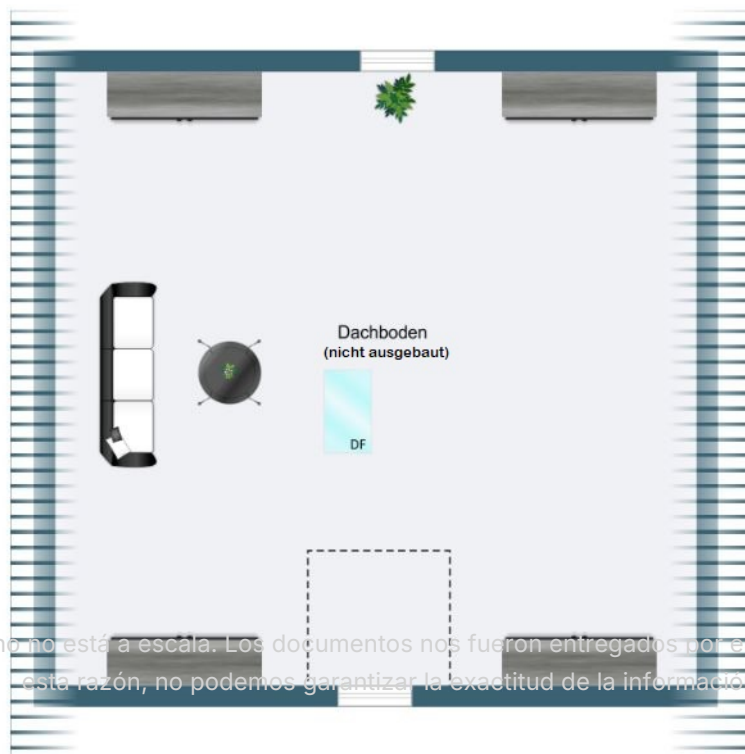 Dachboden
(nicht ausgebaut)
DF
no está a escala. Los documentos nos fueron entregados por
esta razón, no podemos garantizar la exactitud de la